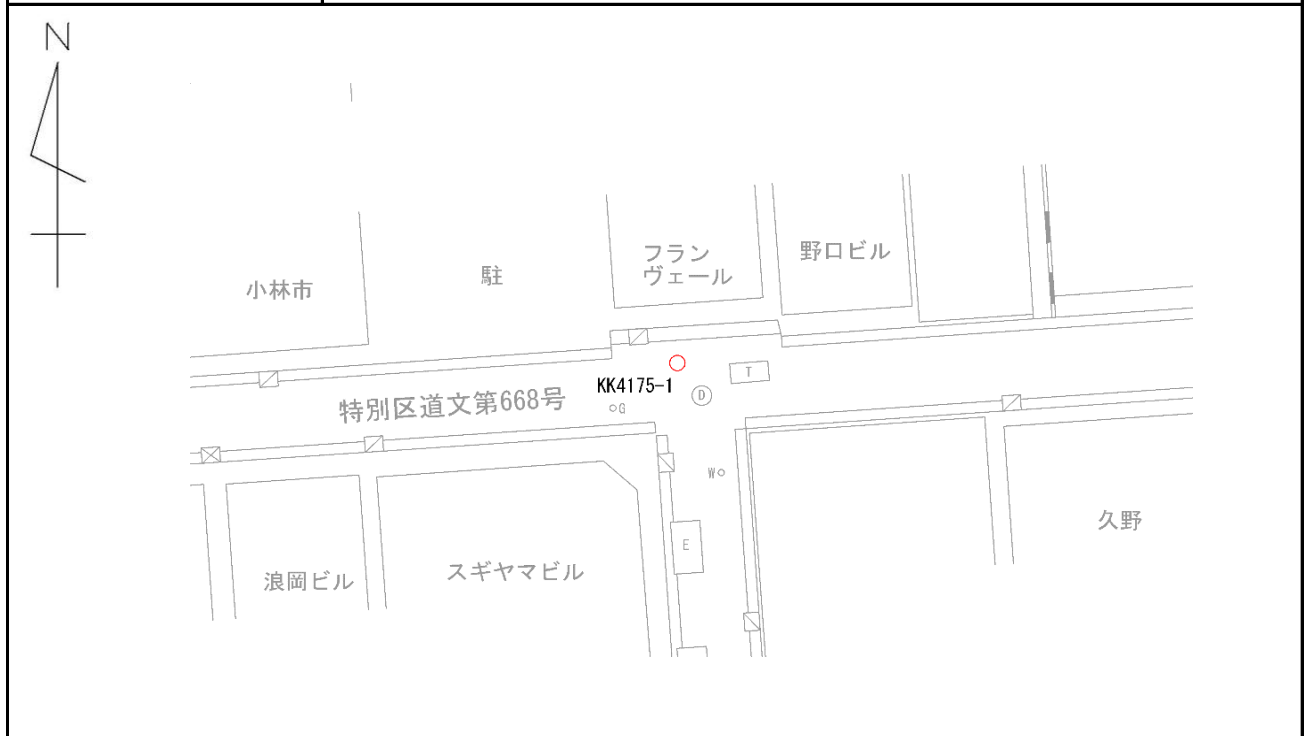 N
フラン
ヴェール
野口ビル
小林市
駐
T
KK4175-1
D
特別区道文第668号
G
W
E
久野
浪岡ビル
スギヤマビル